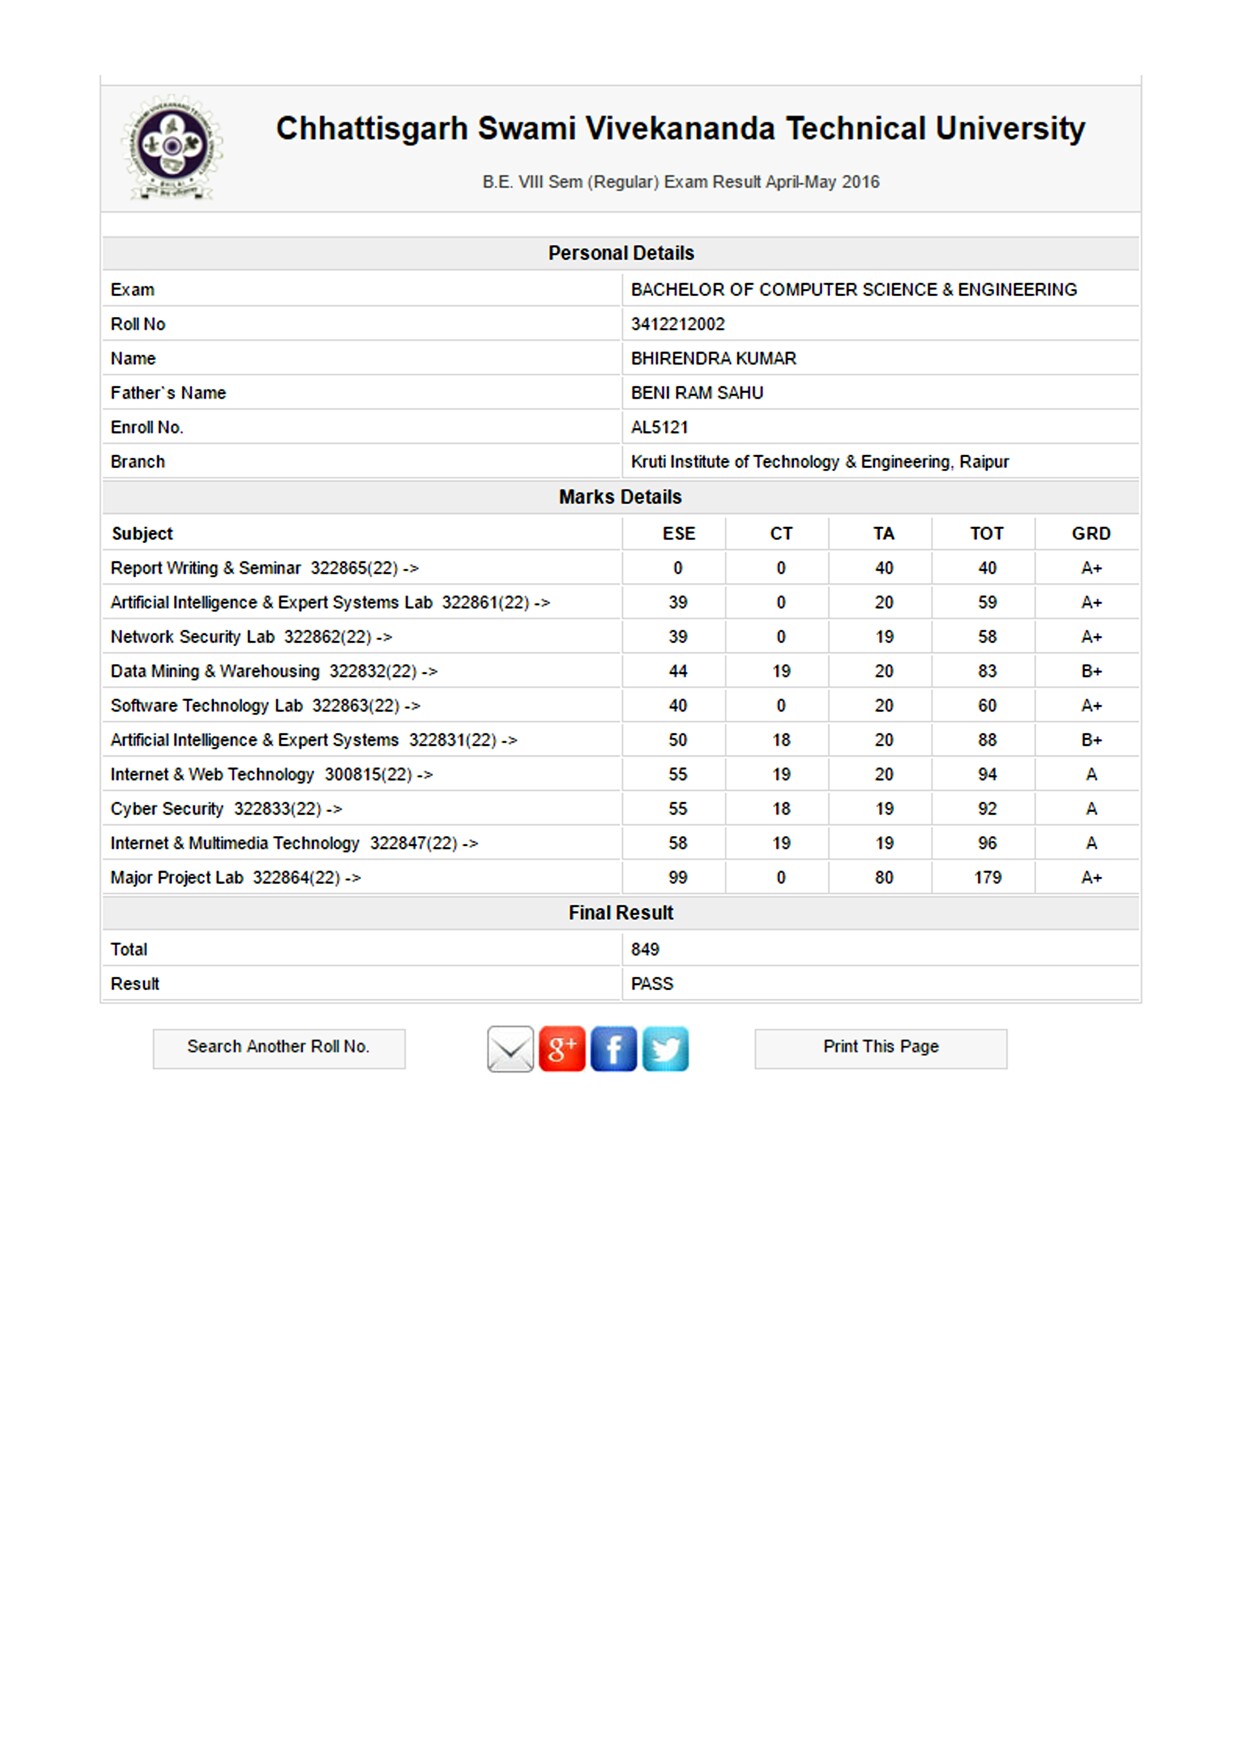 Chhattisgarh Swami Vivekananda Technical University
B.E. VIII Sem (Regular) Exam Result April-May 2016
Personal Details
Exam BACHELOR OF COMPUTER SCIENCE & ENGINEERING
Roll No 3412212002
Name BHIRENDRA KUMAR
Father`s Name BENI RAM SAHU
Enroll No. AL5121
Branch Kruti Institute of Technology & Engineering, Raipur
Marks Details
Subject ESE CT TA TOT GRD
Report Writing & Seminar 322865(22) -> 0 0 40 40 A+
Artificial Intelligence & Expert Systems Lab 322861(22) -> 39 0 20 59 A+
Network Security Lab 322862(22) -> 39 0 19 58 A+
Data Mining & Warehousing 322832(22) -> 44 19 20 83 B+
Software Technology Lab 322863(22) -> 40 0 20 60 A+
Artificial Intelligence & Expert Systems 322831(22) -> 50 18 20 88 B+
Internet & Web Technology 300815(22) -> 55 19 20 94 A
Cyber Security 322833(22) -> 55 18 19 92 A
Internet & Multimedia Technology 322847(22) -> 58 19 19 96 A
Major Project Lab 322864(22) -> 99 0 80 179 A+
Final Result
Total 849
Result PASS
Search Another Roll No. g+ f Print This Page